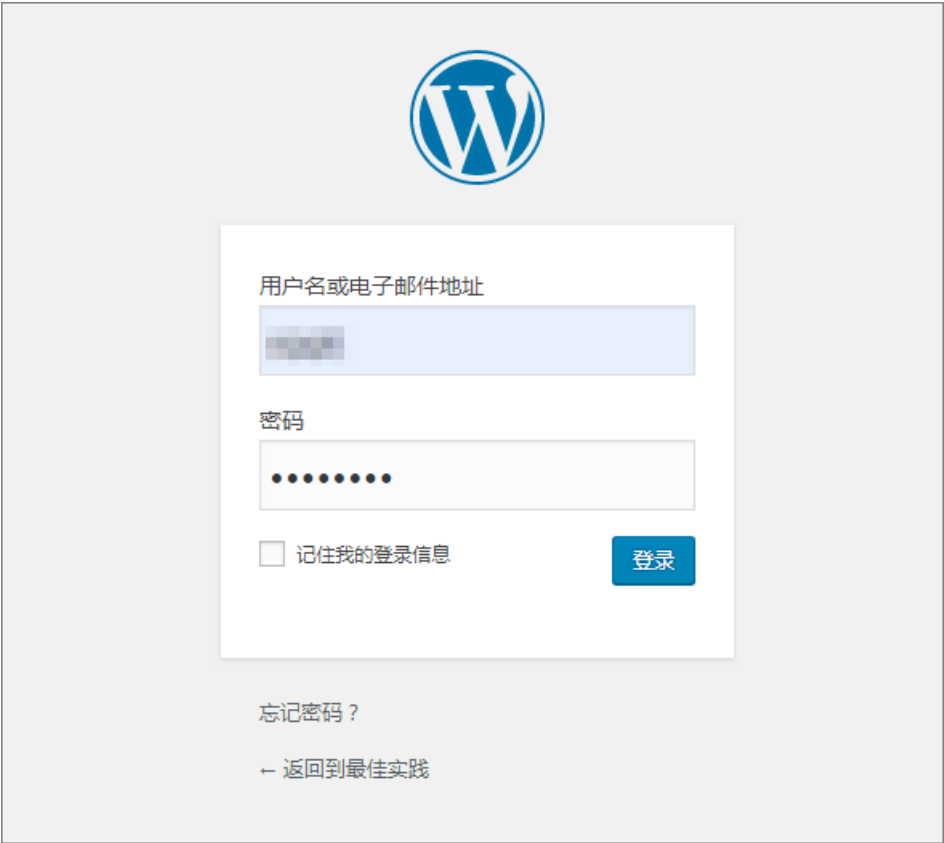 用户名或电子邮件地址
密码
••••••••
记住我的登录信息
登录
忘记密码？
← 返回到最佳实践